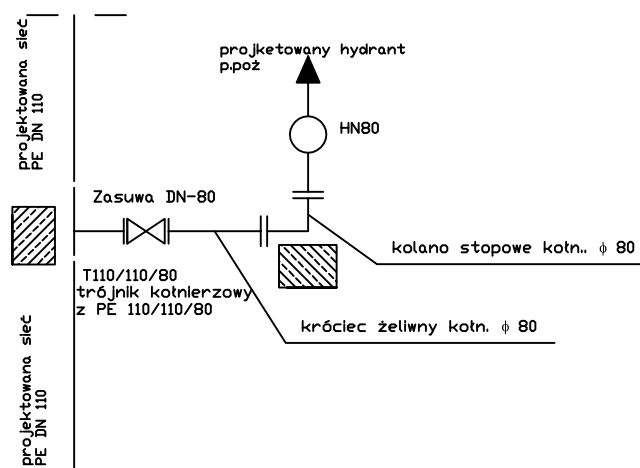 projektowana sieć
PE DN 110
projketowany hydrant
p.poż
HN80
Zasuwa DN-80
kolano stopowe kołn.. ϕ 80
T110/110/80
trójnik kołnierzowy
z PE 110/110/80
króciec żeliwny kołn. ϕ 80
projektowana sieć
PE DN 110